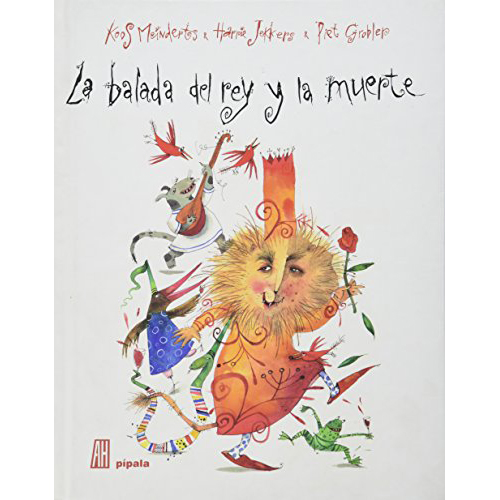 Koos Meinderts & Harrie Jekkers & Piet Grobler
La balada del rey y la muerte
AH pípala